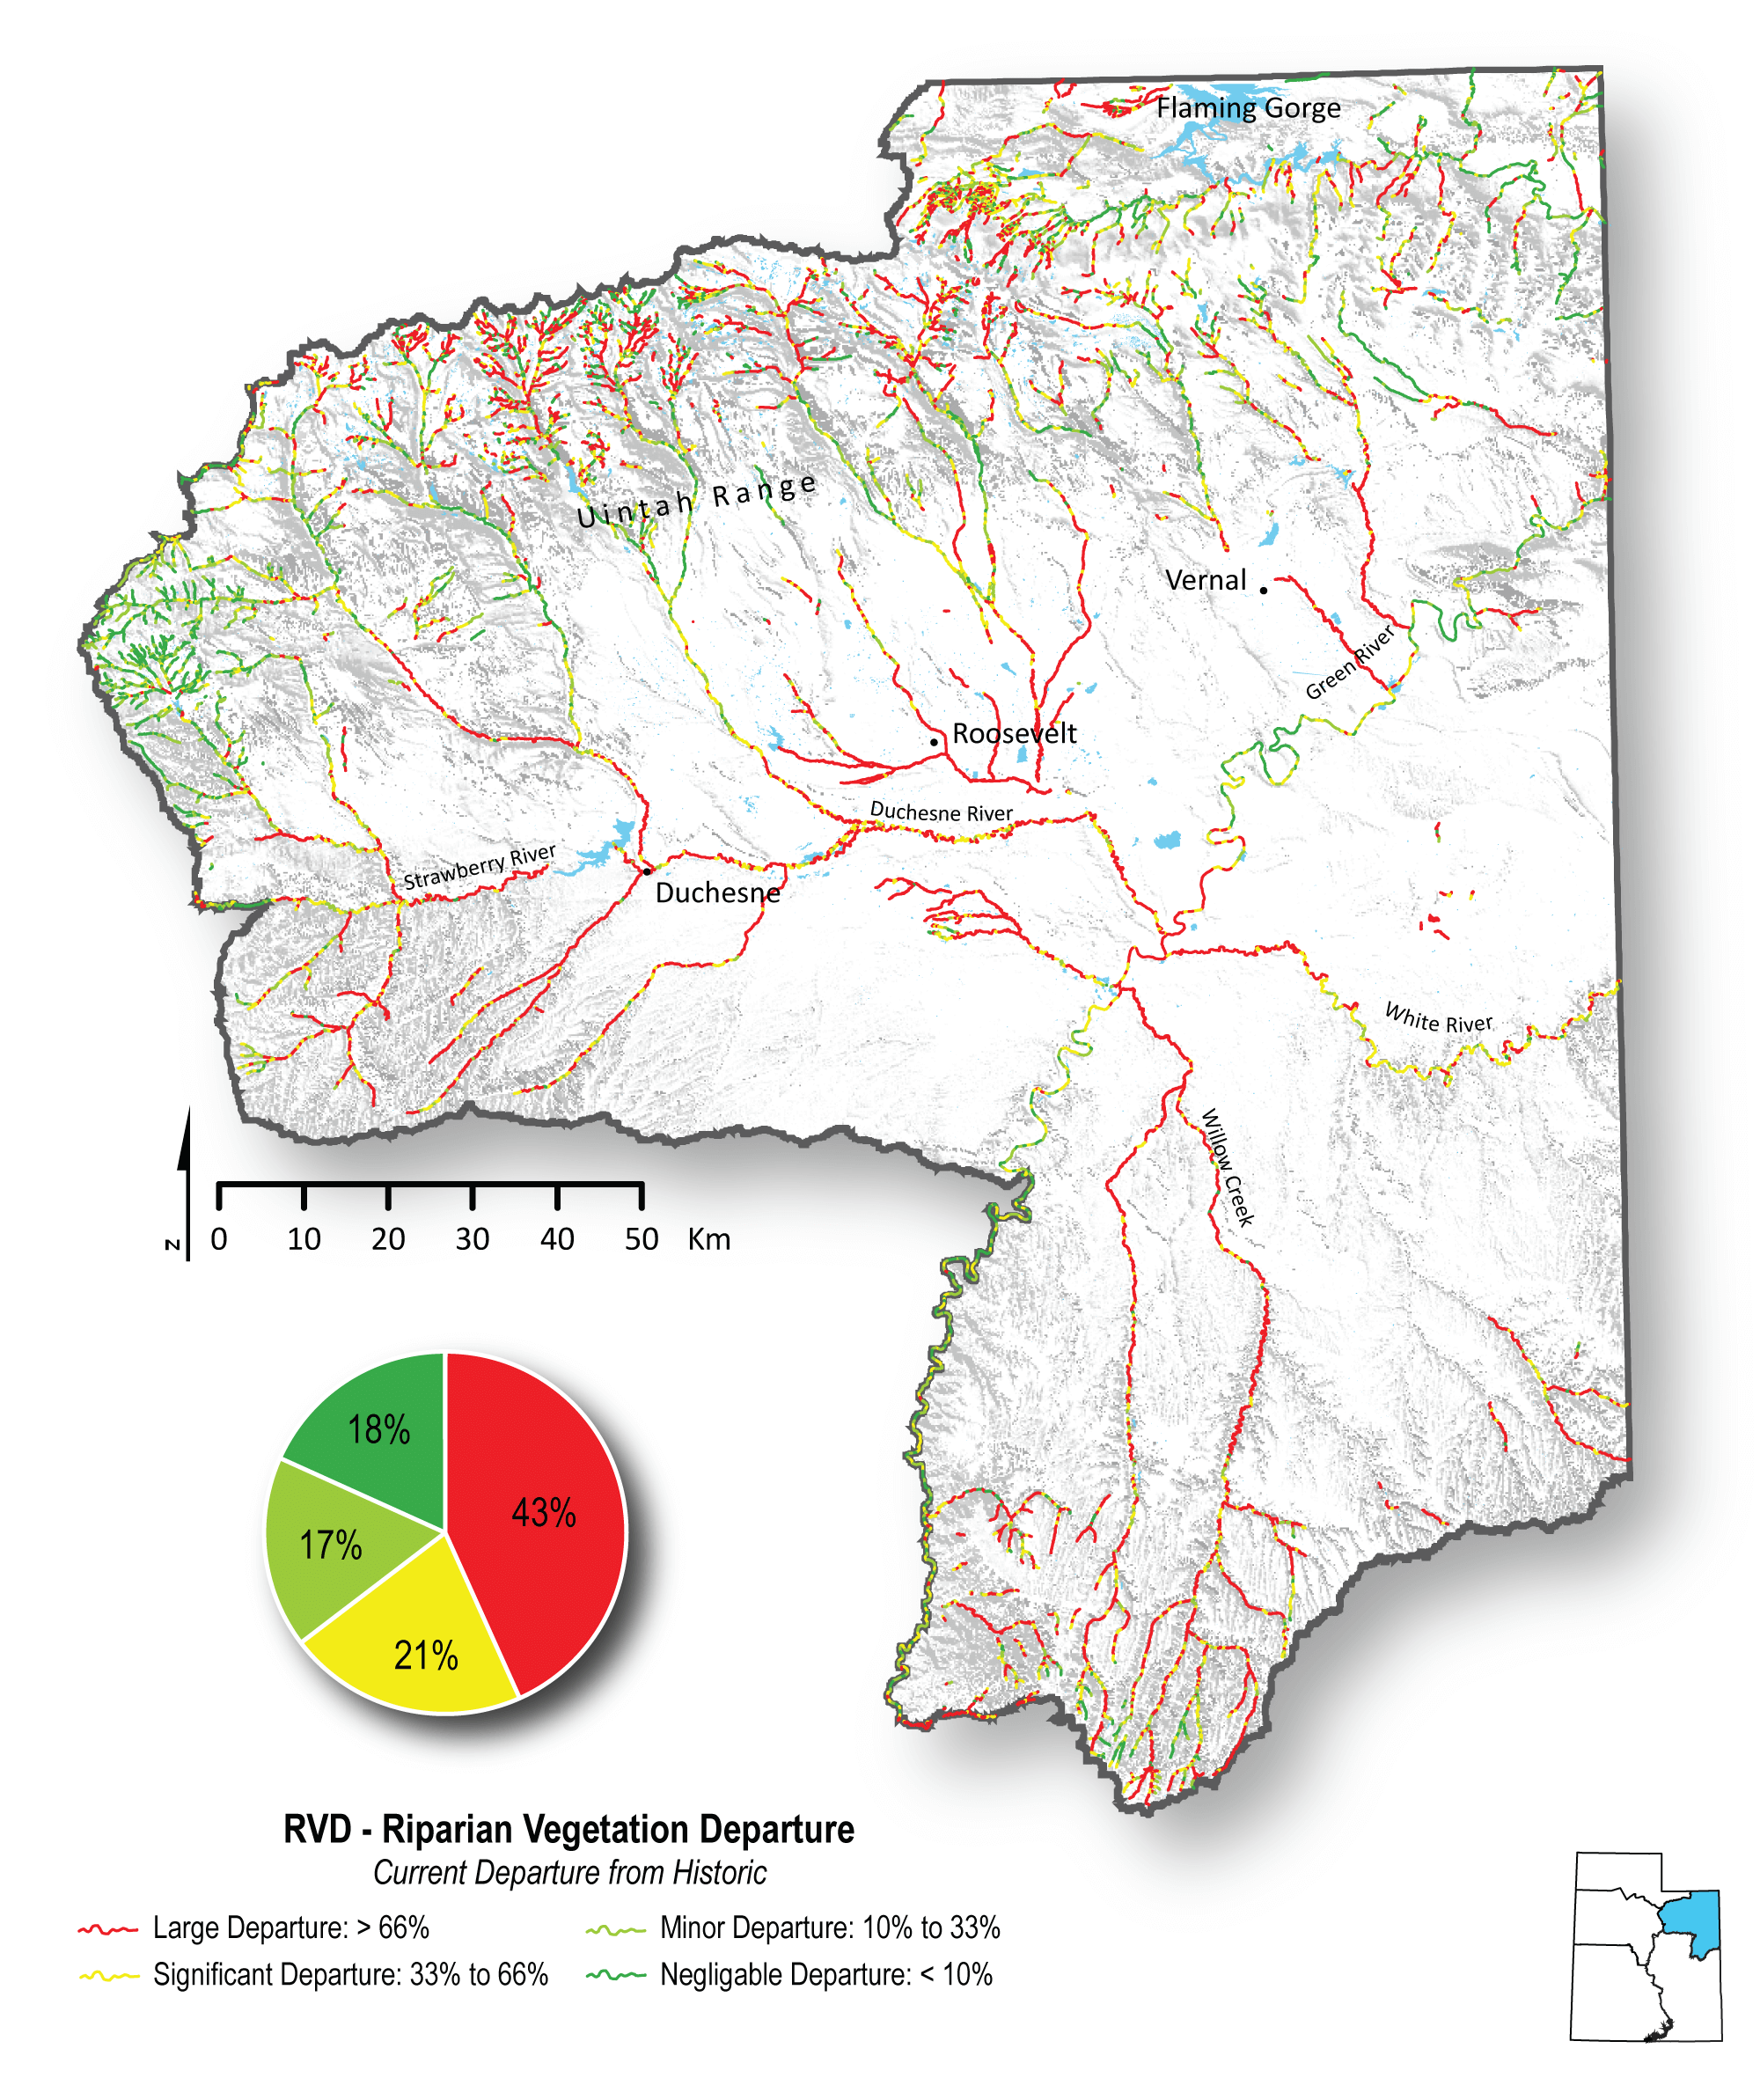 Flaming Gorge
Uintah Range
Vernal
Green River
Roosevelt
Duchesne River
Strawberry River
Duchesne
White River
Willow Creek
N
0 10 20 30 40 50 Km
18%
43%
17%
21%
RVD - Riparian Vegetation Departure
Current Departure from Historic
Large Departure: > 66%
Minor Departure: 10% to 33%
Significant Departure: 33% to 66%
Negligable Departure: < 10%